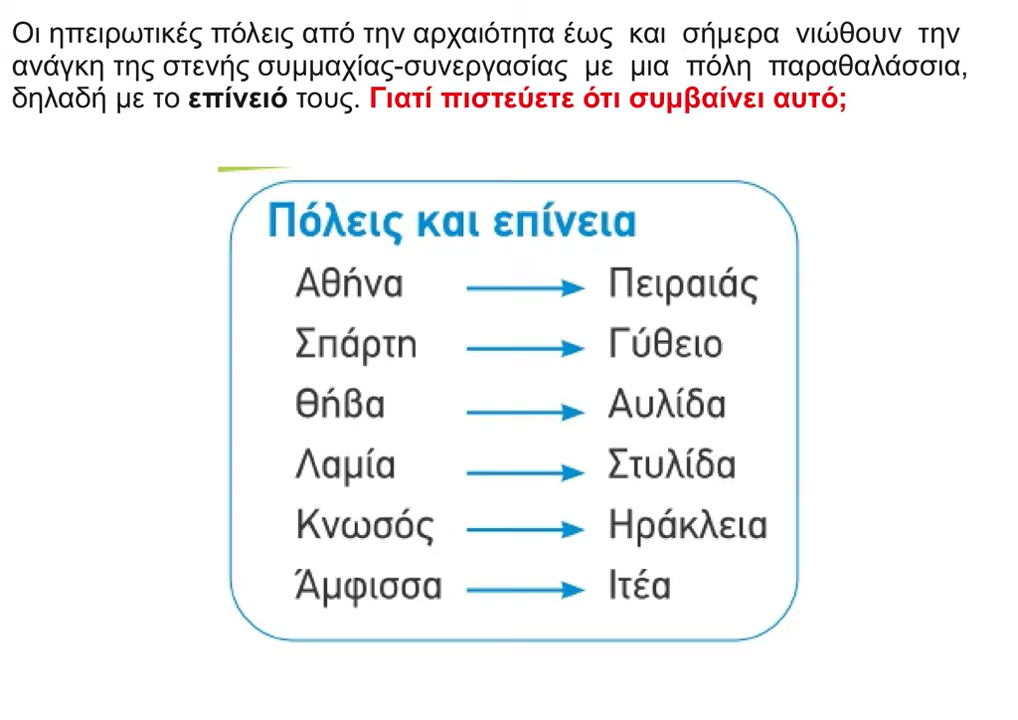 Οι ηπειρωτικές πόλεις από την αρχαιότητα έως και σήμερα νιώθουν την
ανάγκη της στενής συμμαχίας-συνεργασίας με μια πόλη παραθαλάσσια,
δηλαδή με το επίνειό τους. Γιατί πιστεύετε ότι συμβαίνει αυτό;
Πόλεις και επίνεια
Αθήνα Πειραιάς
Σπάρτη Γύθειο
Θήβα Αυλίδα
Λαμία Στυλίδα
Κνωσός Ηράκλεια
Άμφισσα Ιτέα